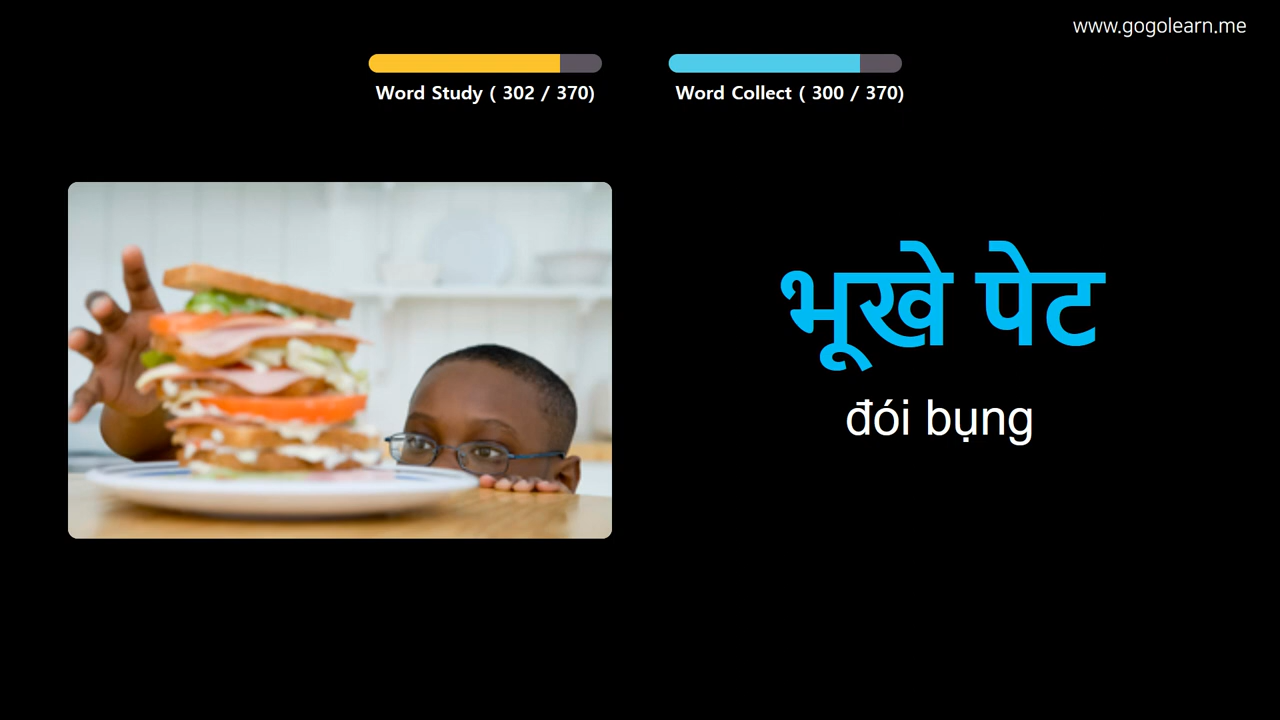 www.gogolearn.me
Word Study ( 302 / 370)
Word Collect ( 300 / 370)
भूखे पेट
đói bụng